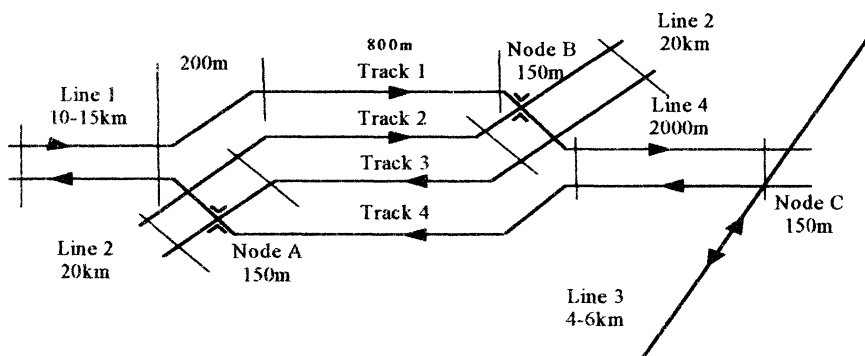 800m
Node B
150m
Line 2
20km
200m
Track 1
Line 1
10-15km
Track 2
Line 4
2000m
Track 3
Track 4
Node C
150m
Line 2
20km
Node A
150m
Line 3
4-6km